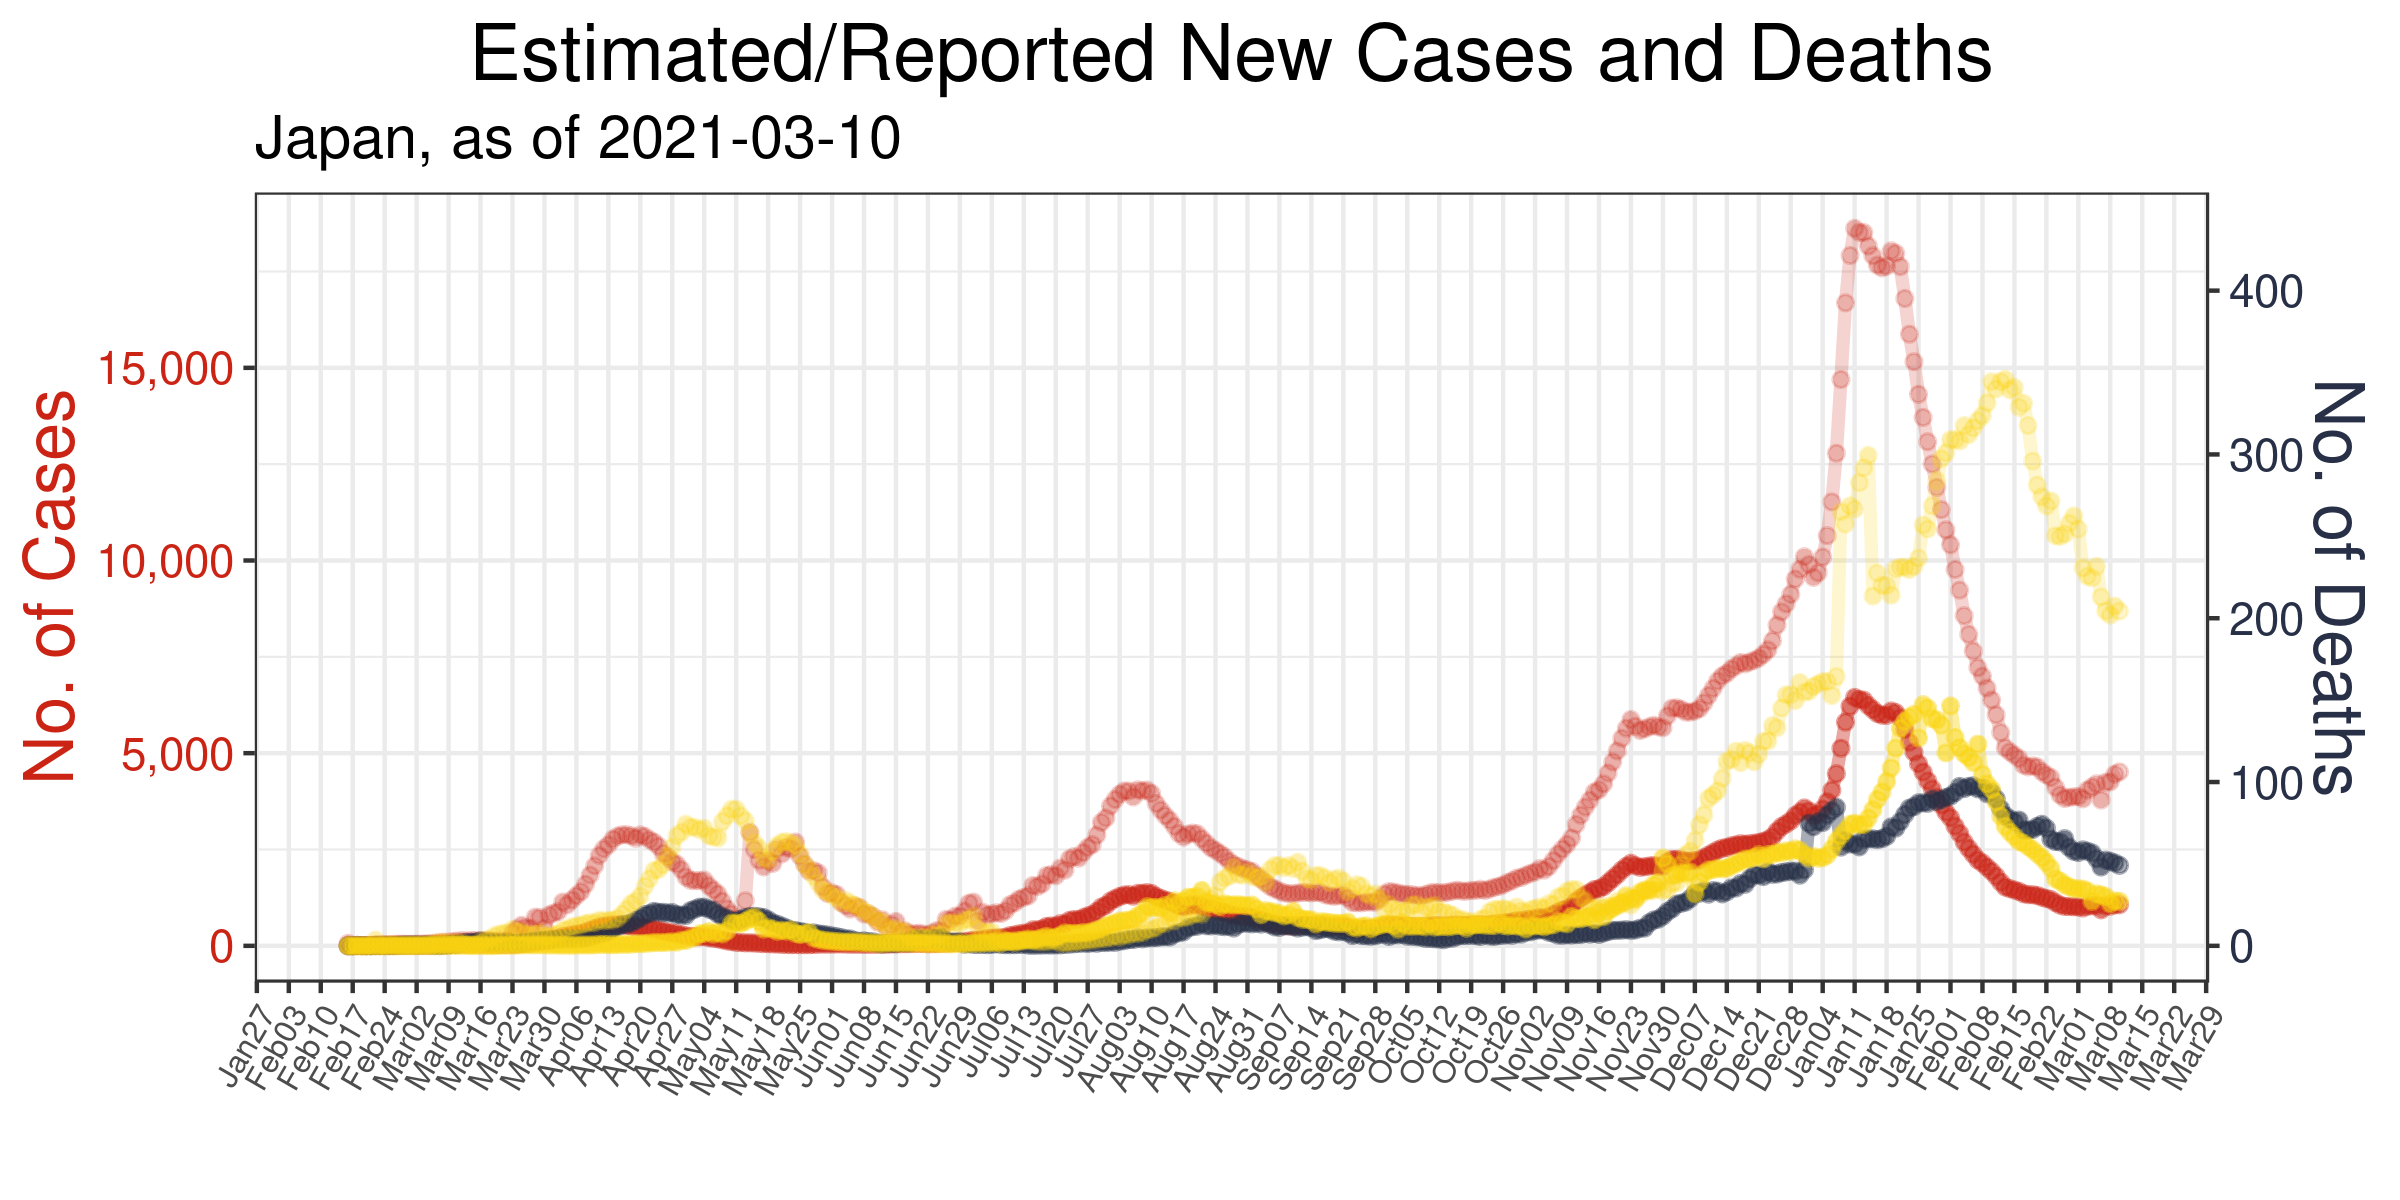 Estimated/Reported New Cases and Deaths
Japan, as of 2021-03-10
No. of Cases
15,000
10,000
5,000
0
400
300
200
100
0
No. of Deaths
Jan27
Feb03
Feb10
Feb17
Feb24
Mar02
Mar09
Mar16
Mar23
Mar30
Apr06
Apr13
Apr20
Apr27
May04
May11
May18
May25
Jun01
Jun08
Jun15
Jun22
Jun29
Jul06
Jul13
Jul20
Jul27
Aug03
Aug10
Aug17
Aug24
Aug31
Sep07
Sep14
Sep21
Sep28
Oct05
Oct12
Oct19
Oct26
Nov02
Nov09
Nov16
Nov23
Nov30
Dec07
Dec14
Dec21
Dec28
Jan04
Jan11
Jan18
Jan25
Feb01
Feb08
Feb15
Feb22
Mar01
Mar08
Mar15
Mar22
Mar29